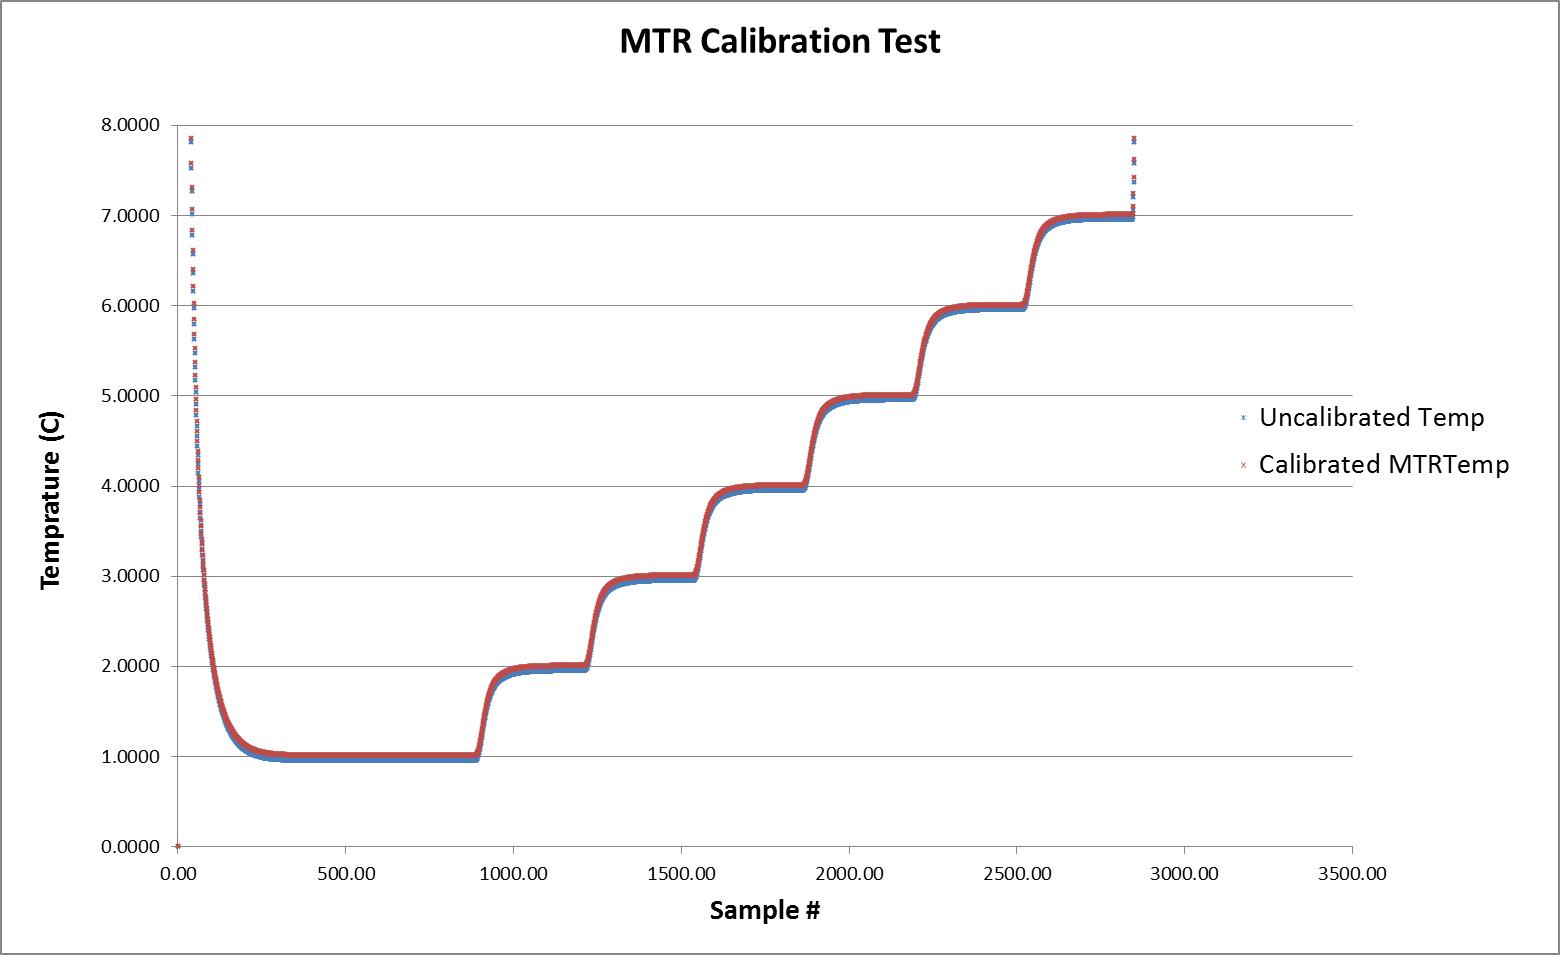 MTR Calibration Test
8.0000
7.0000
6.0000
5.0000
4.0000
3.0000
2.0000
1.0000
0.0000
Temprature (C)
0.00 500.00 1000.00 1500.00 2000.00 2500.00 3000.00 3500.00
Sample #
Uncalibrated Temp
Calibrated MTRTemp